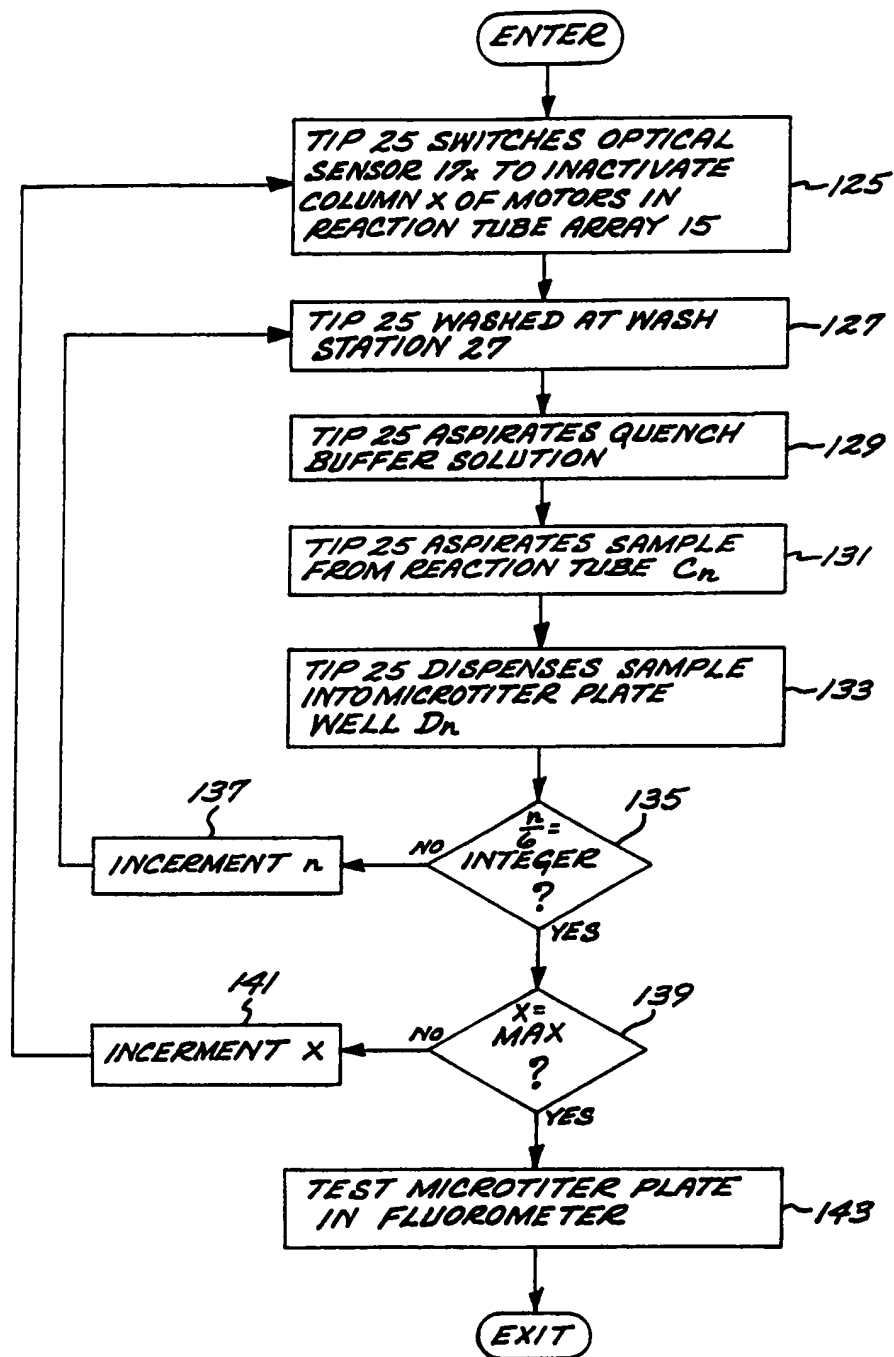 ENTER
TIP 25 SWITCHES OPTICAL
SENSOR 17x TO INACTIVATE
COLUMN X OF MOTORS IN
REACTION TUBE ARRAY 15
125
TIP 25 WASHED AT WASH
STATION 27
127
TIP 25 ASPIRATES QUENCH
BUFFER SOLUTION
129
TIP 25 ASPIRATES SAMPLE
FROM REACTION TUBE Cn
131
TIP 25 DISPENSES SAMPLE
INTO MICROTITER PLATE
WELL Dn
133
137
INCERMENT n
NO
135
n/6 =
INTEGER
?
YES
141
INCERMENT X
NO
139
X =
MAX
?
YES
TEST MICROTITER PLATE
IN FLUOROMETER
143
EXIT